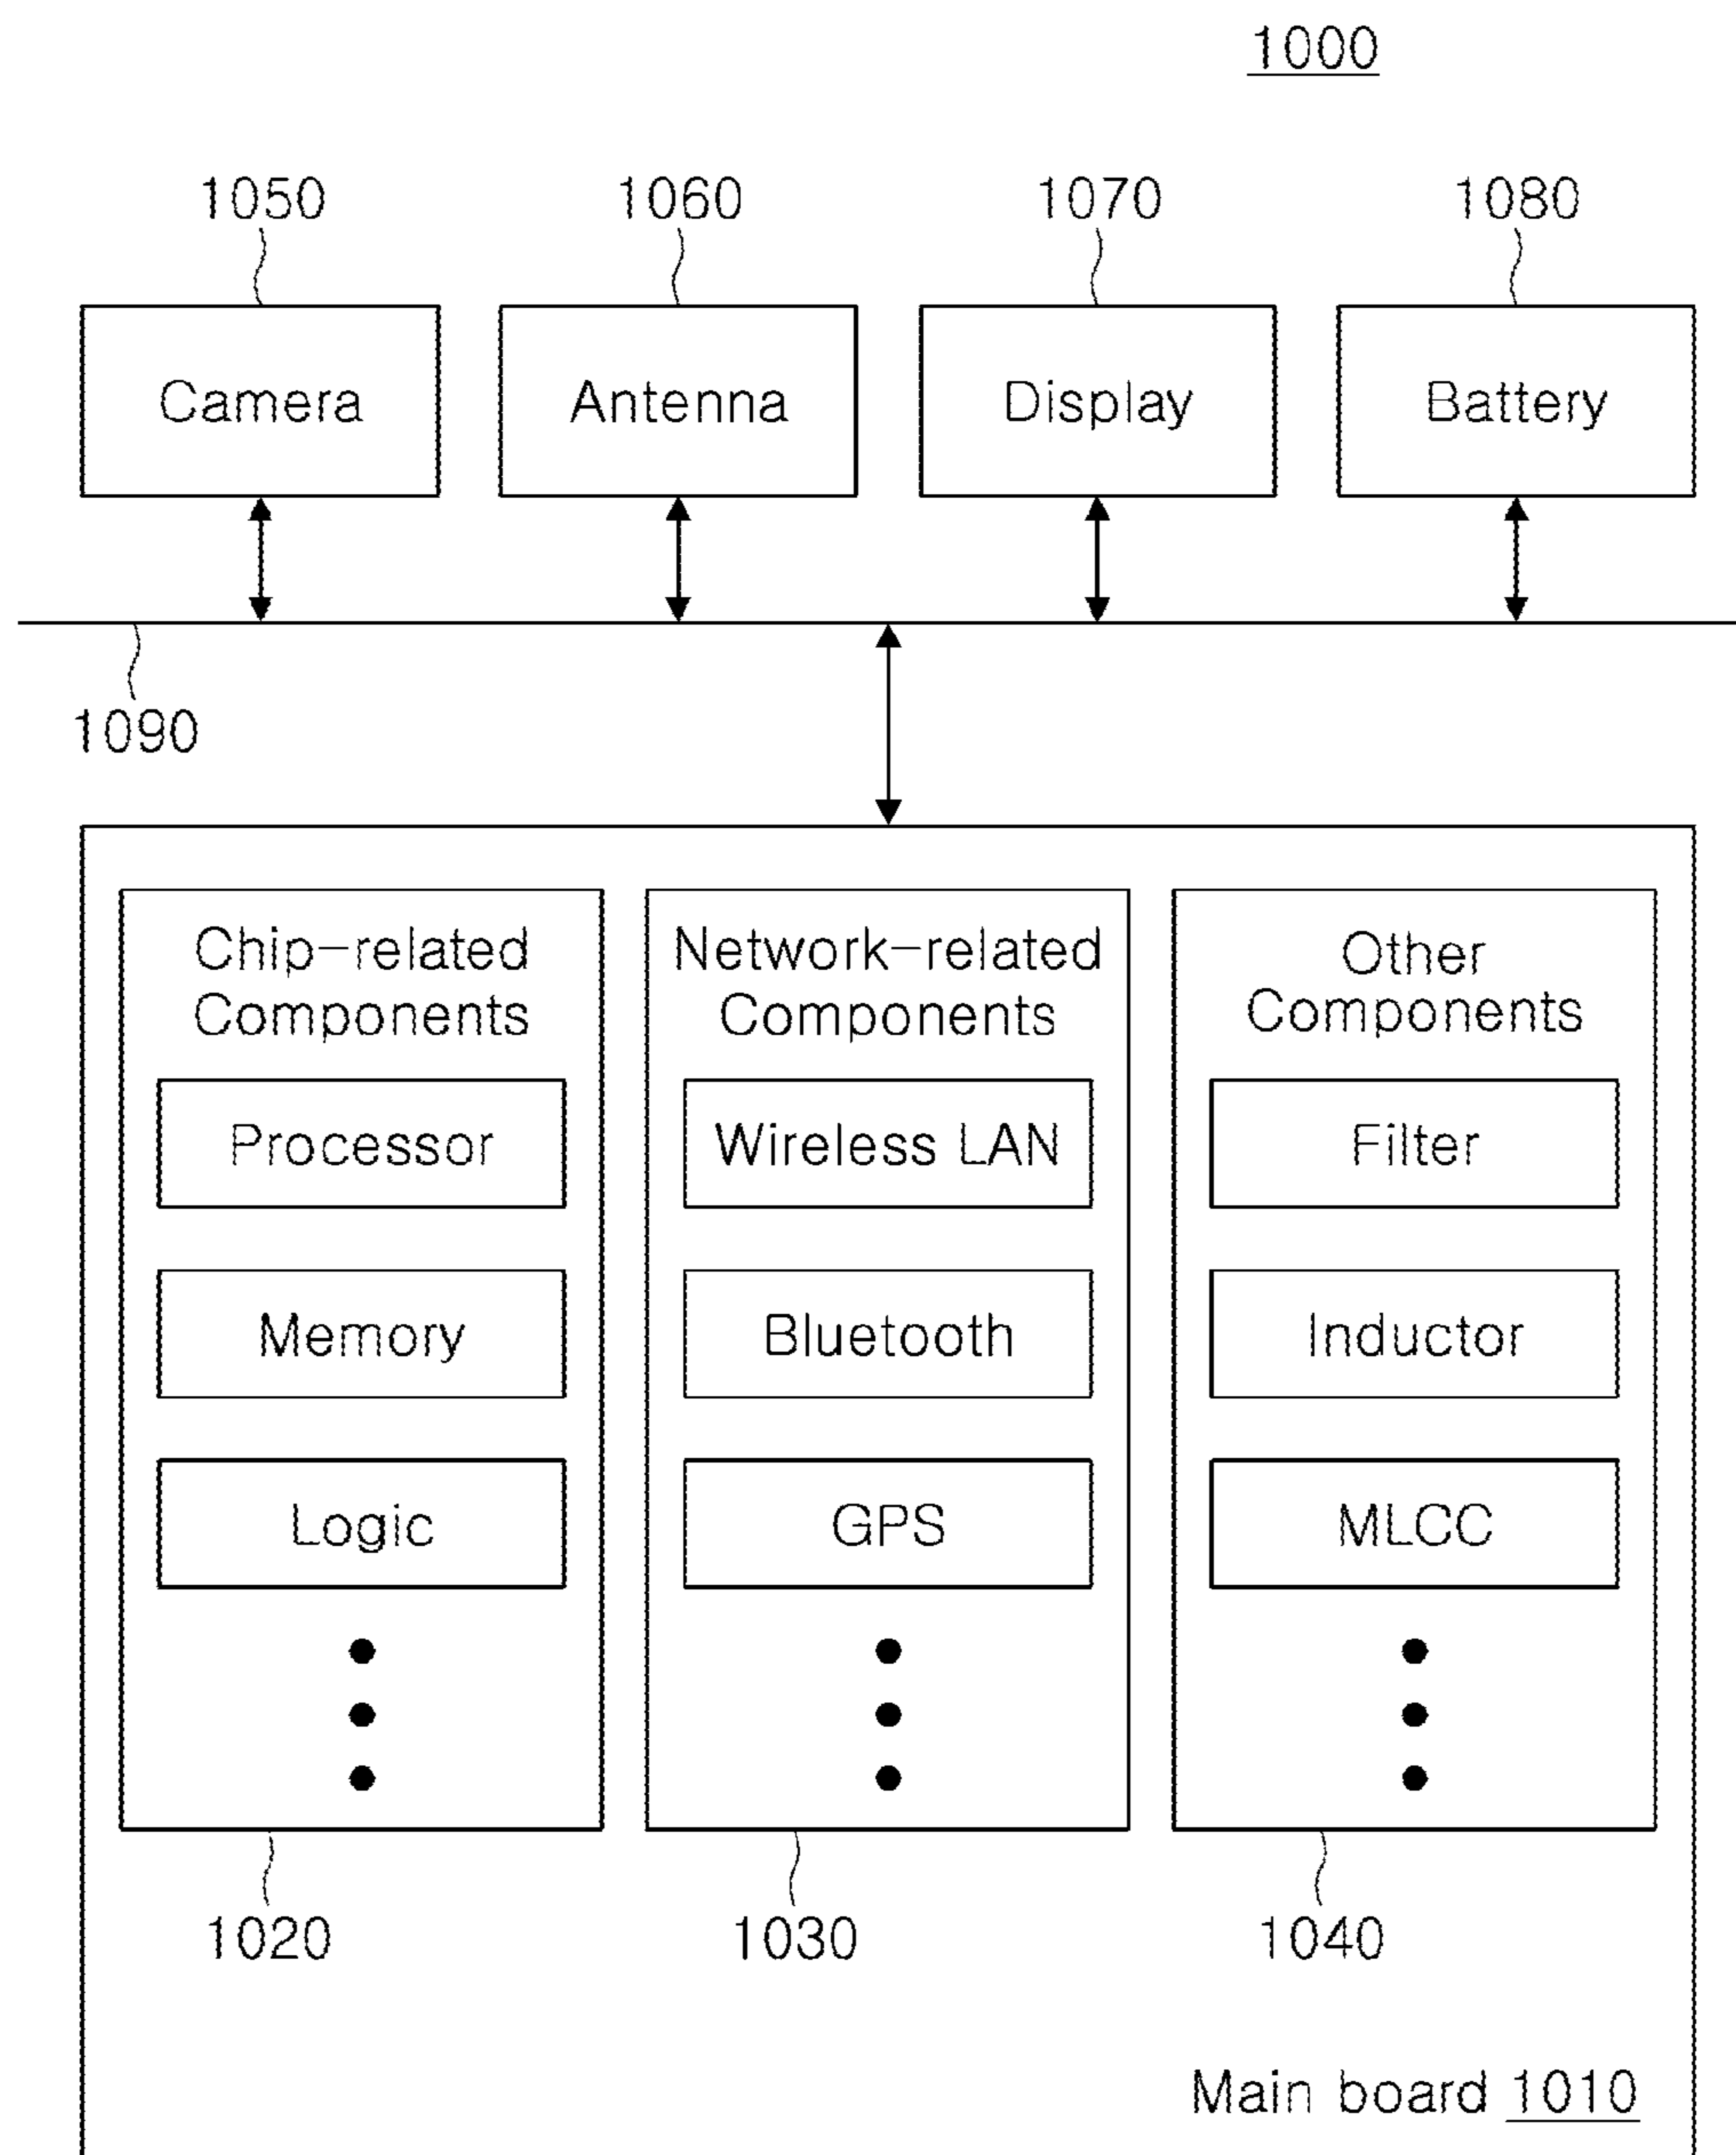 1000
1050 1060 1070 1080
Camera Antenna Display Battery
1090
Chip-related
Components
Processor
Memory
Logic
1020
Network-related
Components
Wireless LAN
Bluetooth
GPS
1030
Other
Components
Filter
Inductor
MLCC
1040
Main board 1010